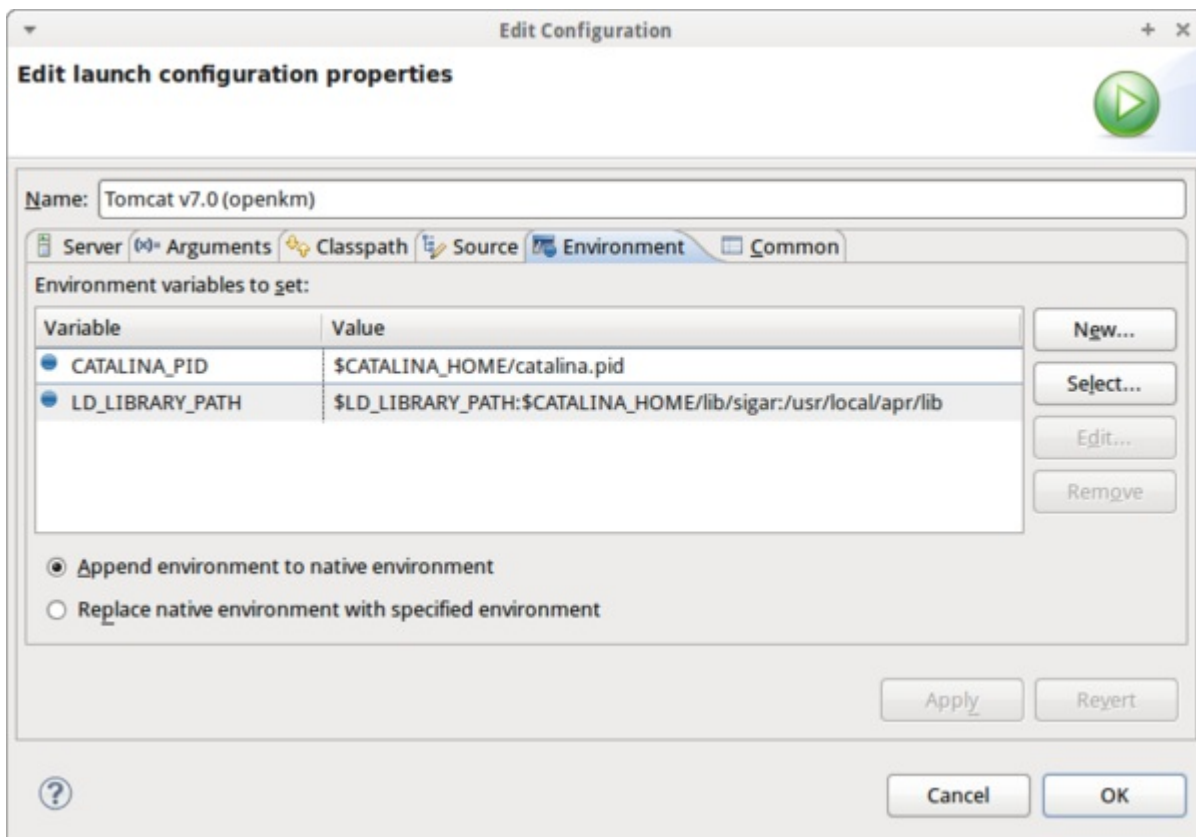 Edit Configuration
Edit launch configuration properties
Name: Tomcat v7.0 (openkm)
Server (x)= Arguments Classpath Source Environment Common
Environment variables to set:
Variable Value
CATALINA_PID $CATALINA_HOME/catalina.pid
LD_LIBRARY_PATH $LD_LIBRARY_PATH:$CATALINA_HOME/lib/sigar:/usr/local/apr/lib
New...
Select...
Edit...
Remove
Append environment to native environment
Replace native environment with specified environment
Apply Revert
? Cancel OK